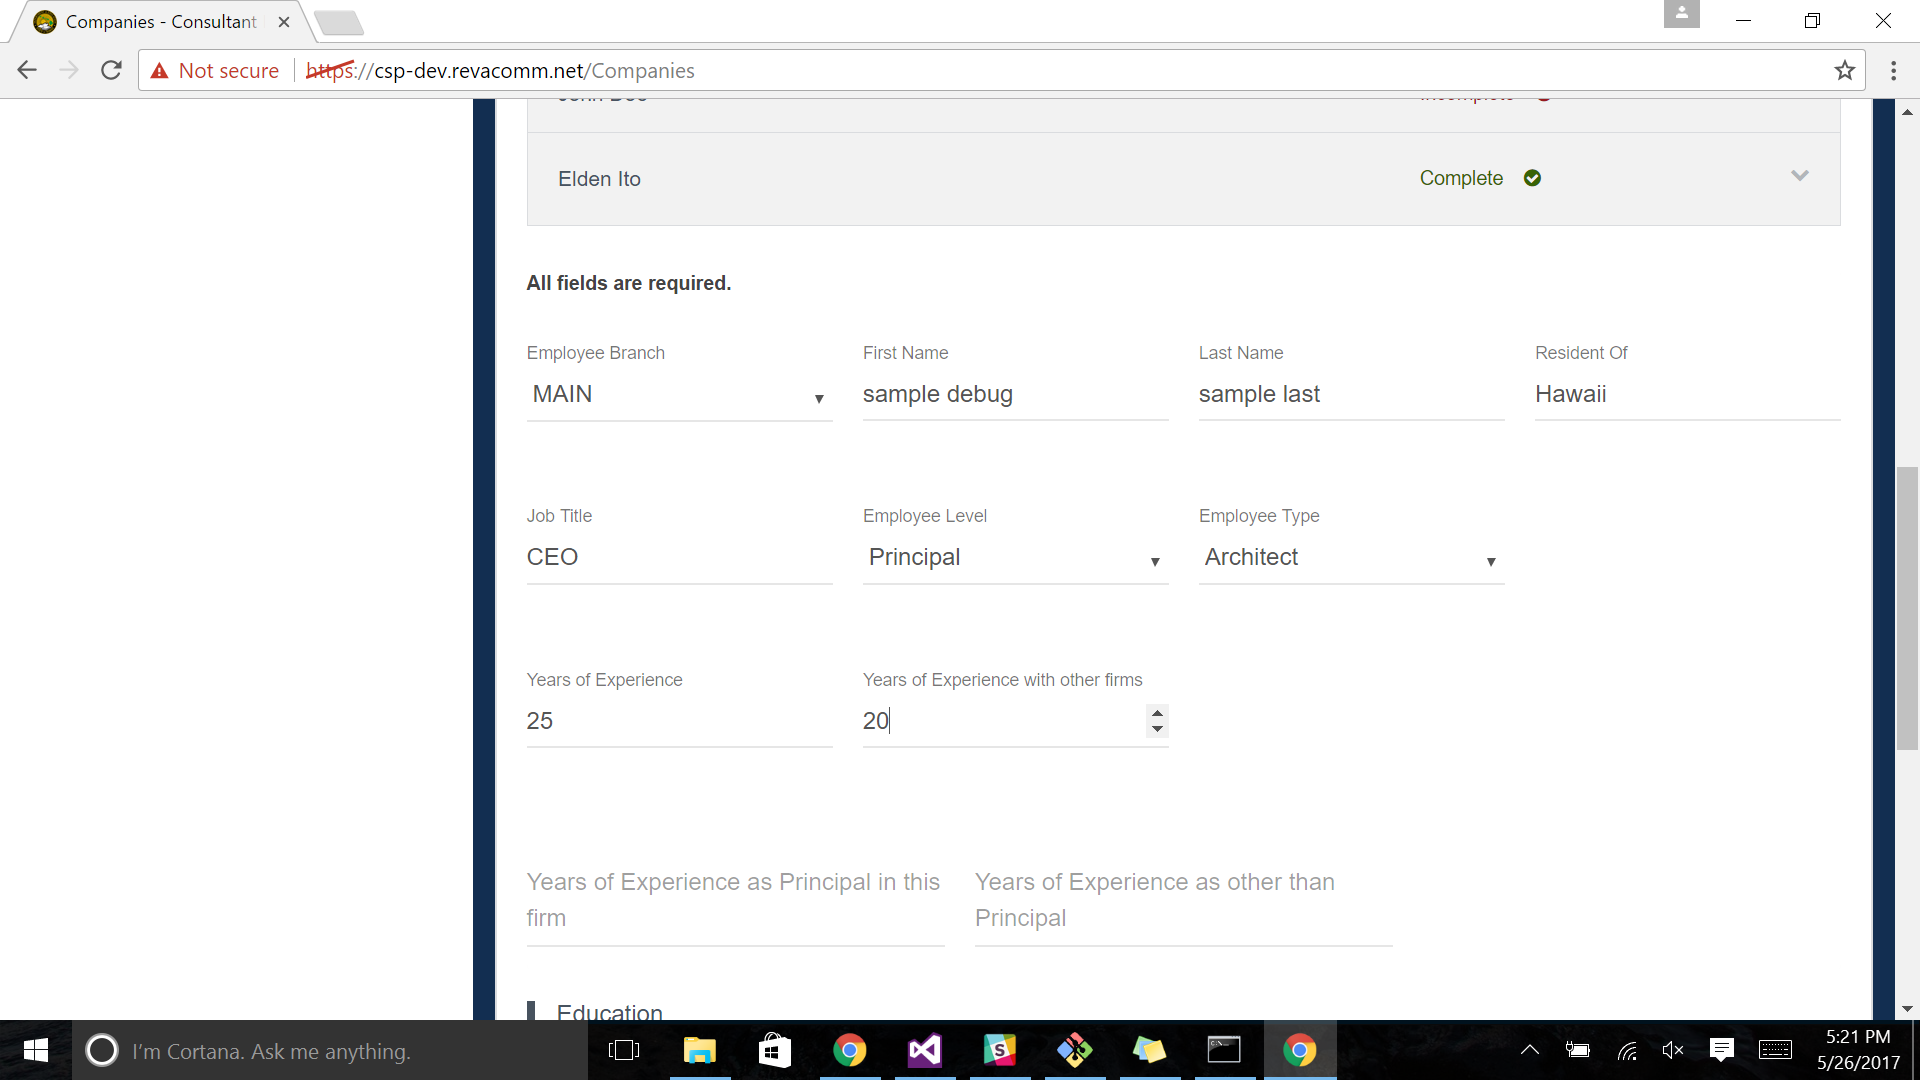 Companies - Consultant
Not secure https://csp-dev.revacomm.net/Companies
Elden Ito Complete
All fields are required.
Employee Branch First Name Last Name Resident Of
MAIN sample debug sample last Hawaii
Job Title Employee Level Employee Type
CEO Principal Architect
Years of Experience Years of Experience with other firms
25 20
Years of Experience as Principal in this firm
Years of Experience as other than Principal
Education
I'm Cortana. Ask me anything.
5:21 PM
5/26/2017